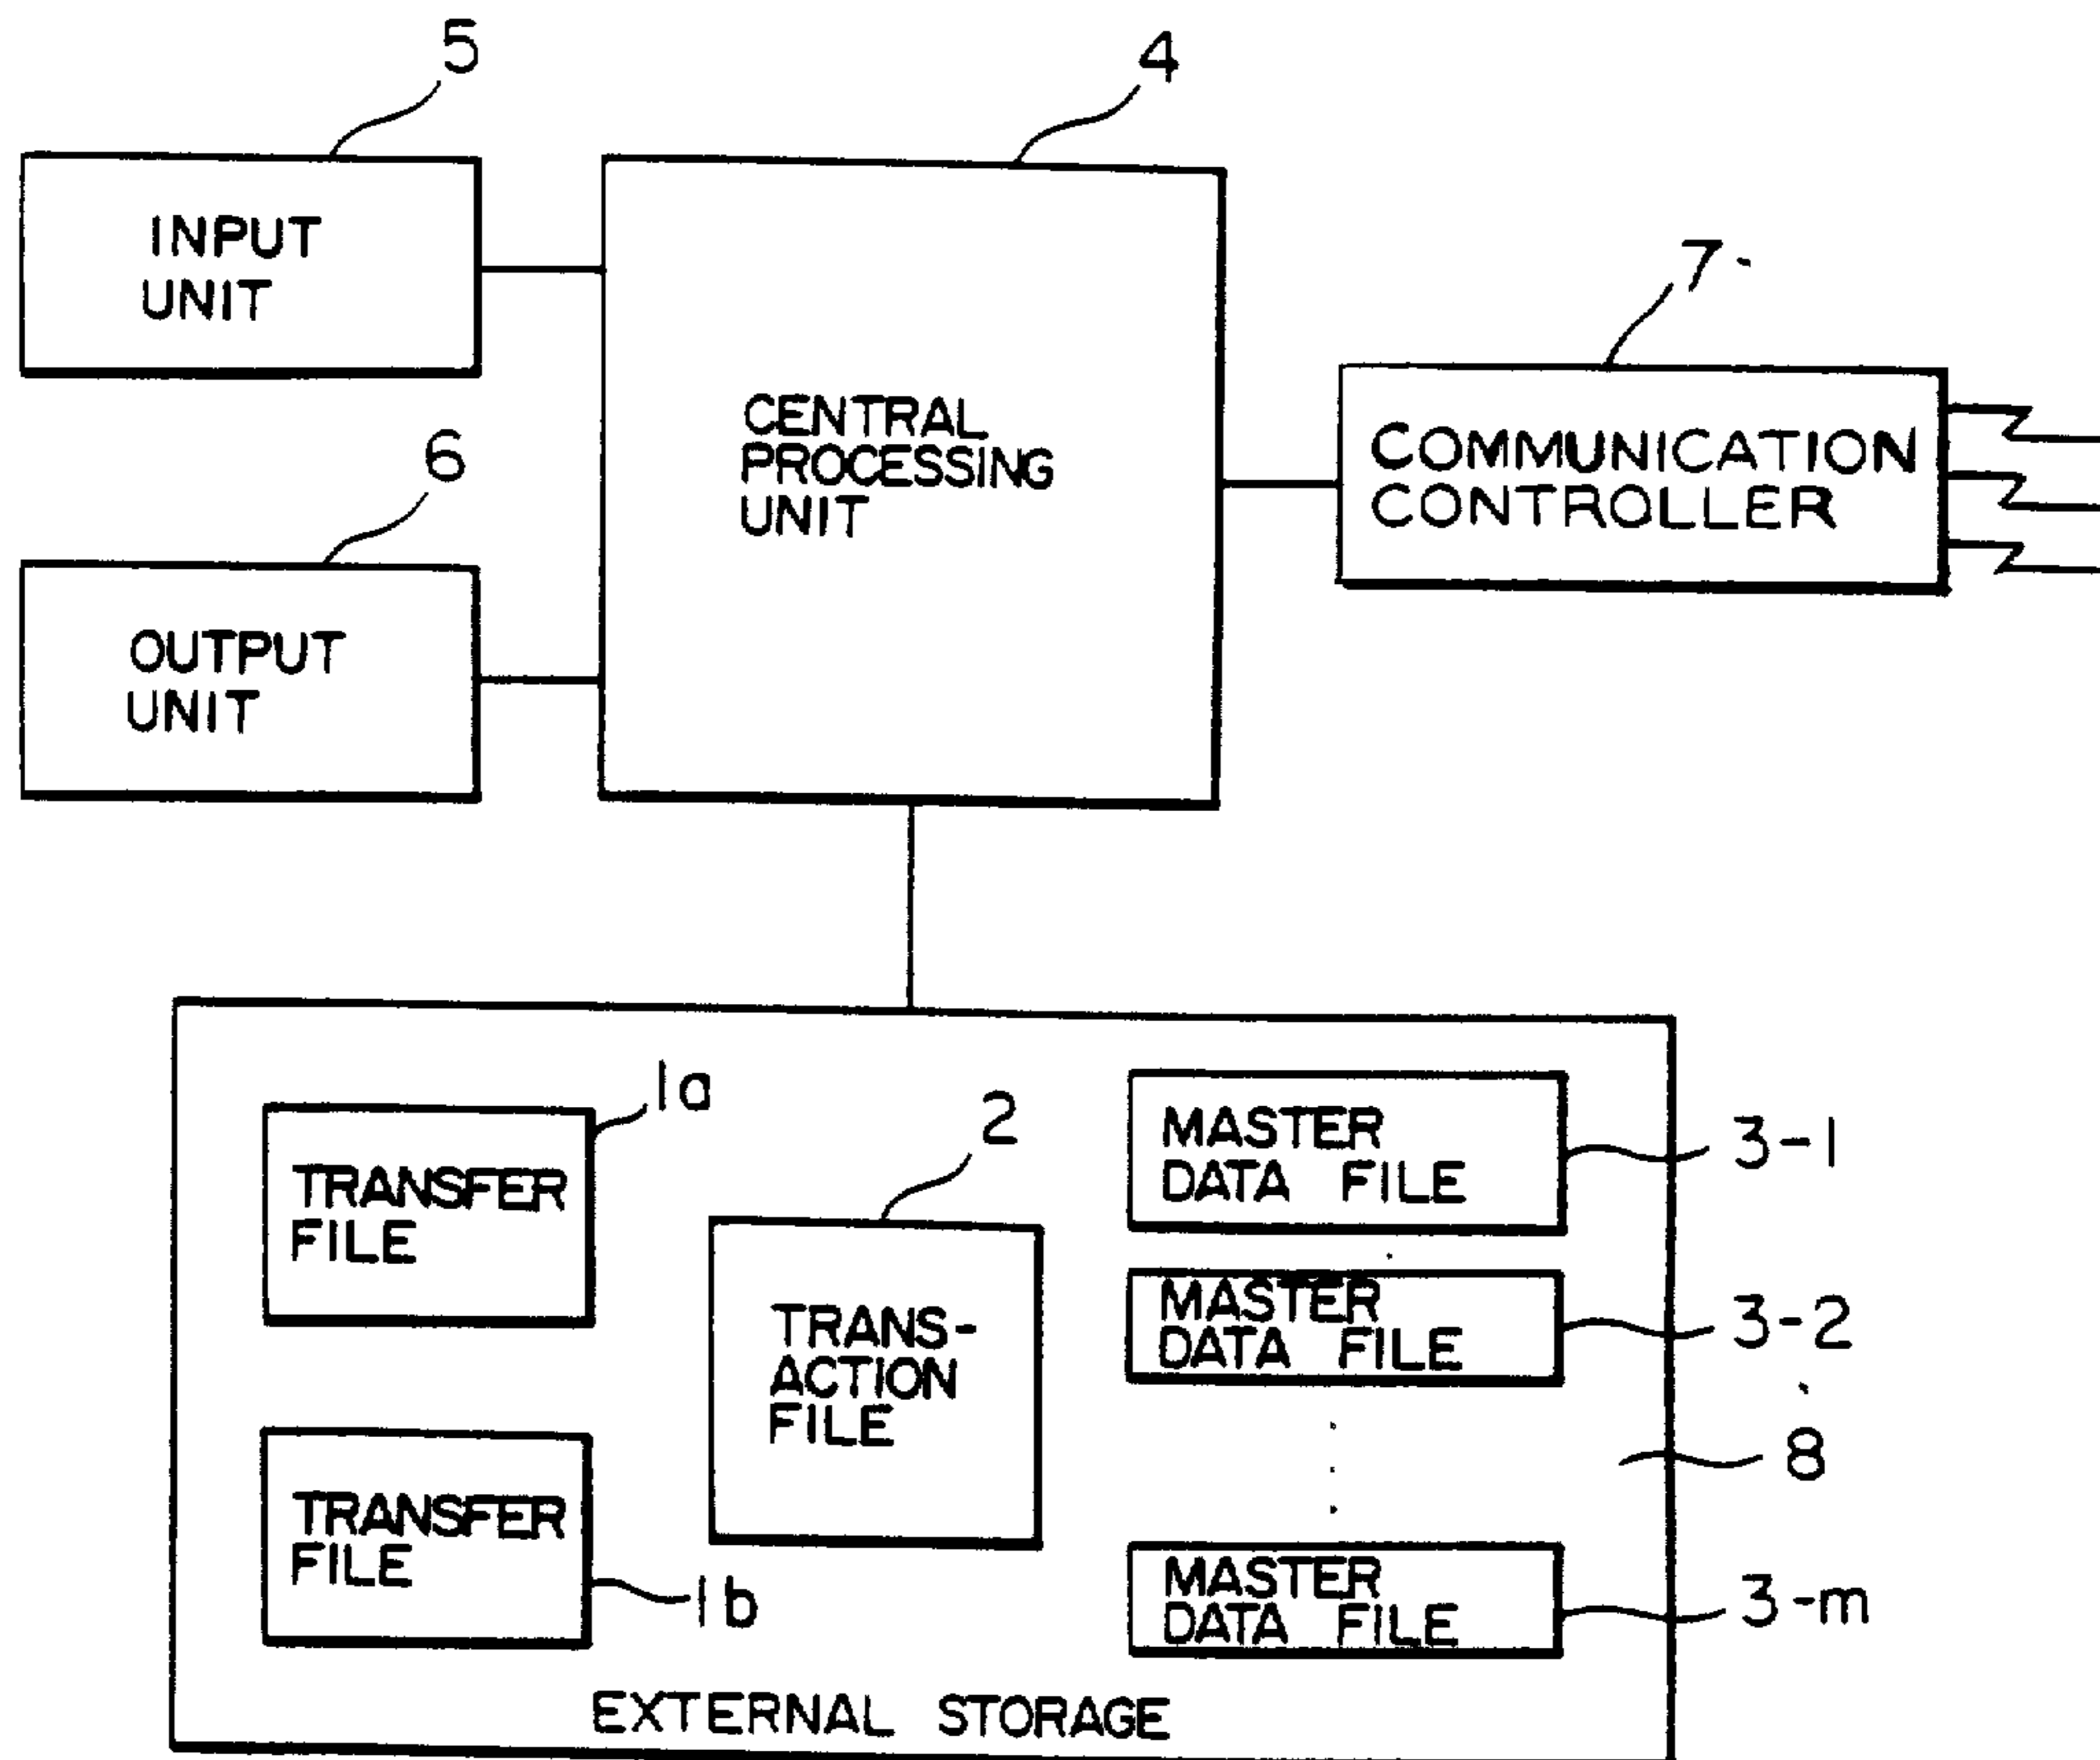 5
4
INPUT
UNIT
7
CENTRAL
PROCESSING
UNIT
COMMUNICATION
CONTROLLER
6
OUTPUT
UNIT
1a
TRANSFER
FILE
2
TRANS-
ACTION
FILE
MASTER
DATA FILE
3-1
MASTER
DATA FILE
3-2
8
TRANSFER
FILE
1b
MASTER
DATA FILE
3-m
EXTERNAL STORAGE